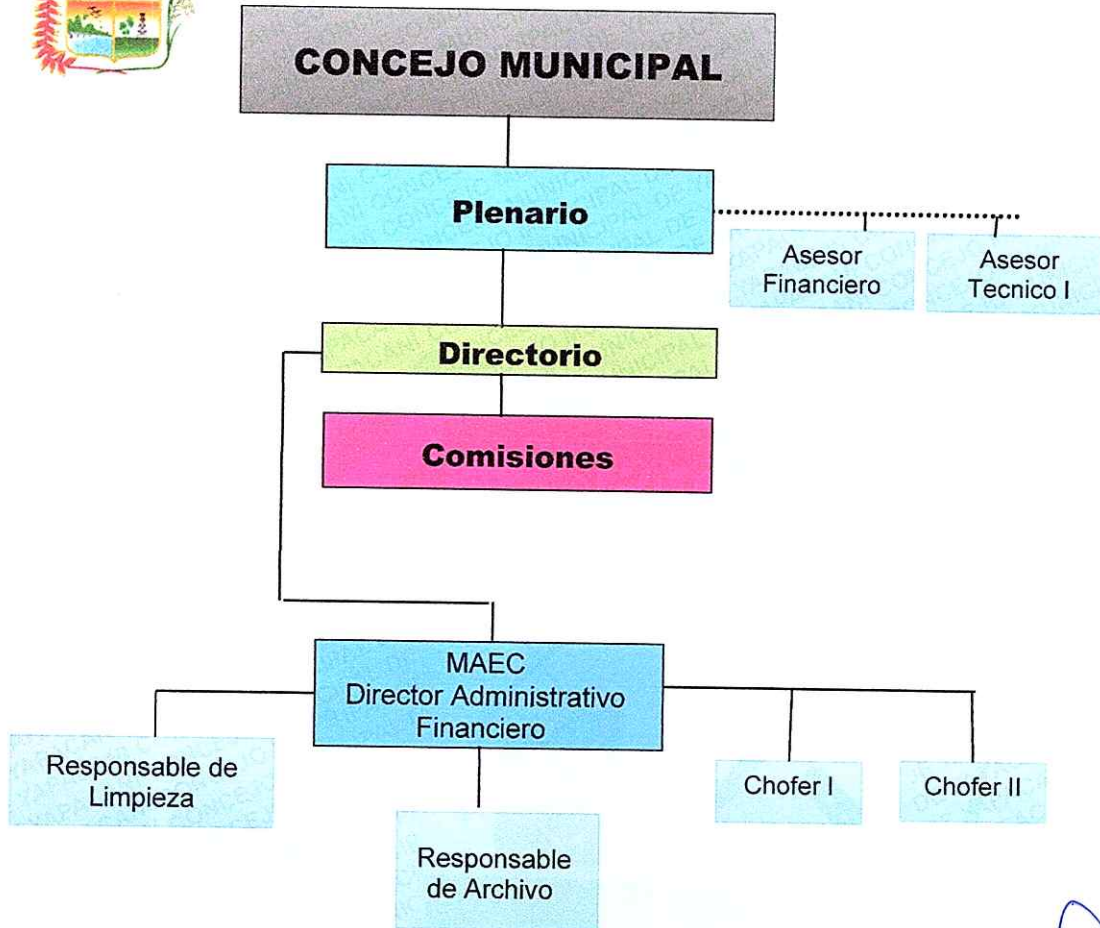 CONCEJO MUNICIPAL
Plenario
Asesor
Financiero
Asesor
Tecnico I
Directorio
Comisiones
MAEC
Director Administrativo
Financiero
Responsable de
Limpieza
Responsable
de Archivo
Chofer I
Chofer II